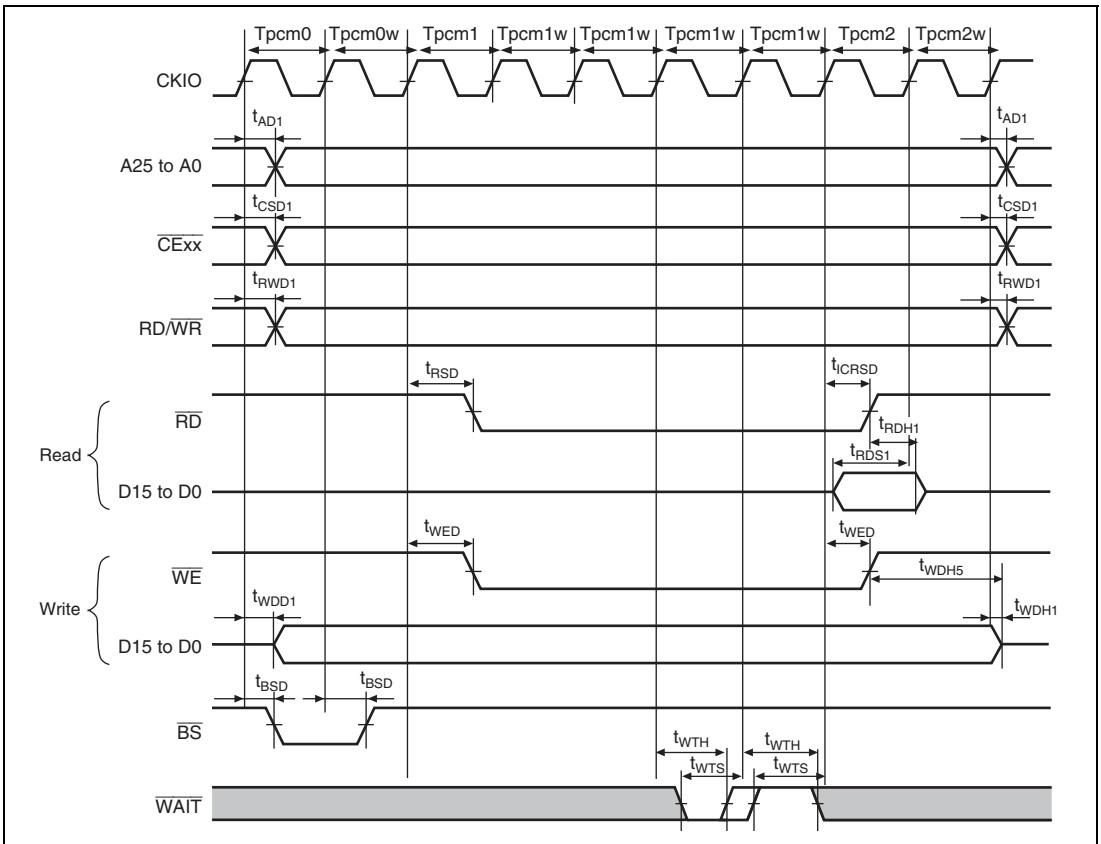 Tpcm0 Tpcm0w Tpcm1 Tpcm1w Tpcm1w Tpcm1w Tpcm1w Tpcm2 Tpcm2w
CKIO
tAD1 tAD1
A25 to A0
tCSD1 tCSD1
CExx
tRWD1 tRWD1
RD/WR
tRSD tICRSD
RD
tRDH1
Read
tRDS1
D15 to D0
tWED tWED
WE
tWDH5
Write
tWDD1 tWDH1
D15 to D0
tBSD tBSD
BS
tWTH tWTH
tWTS tWTS
WAIT